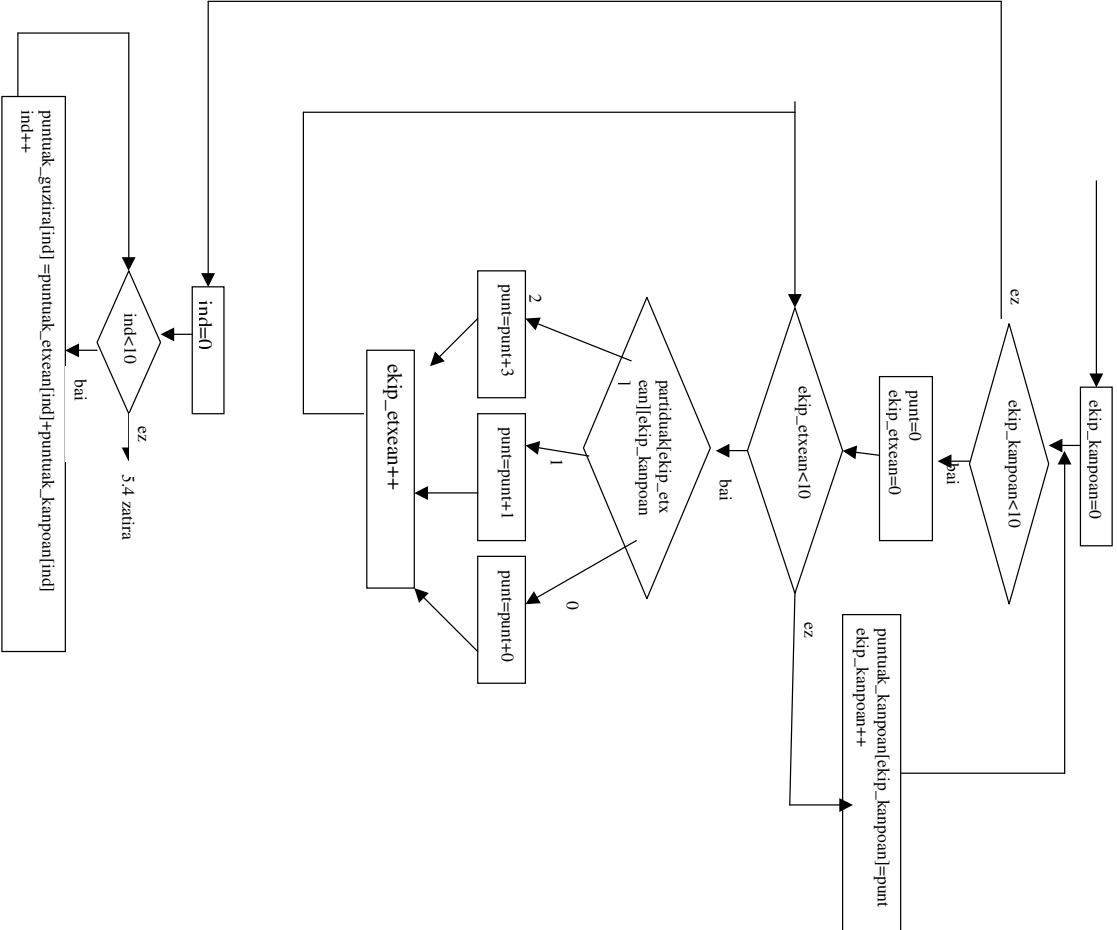 ekip_kanpoan=0
ekip_kanpoan<10
ez
bai
punt=0
ekip_etxean=0
ekip_etxean<10
ez
puntuak_kanpoan[ekip_kanpoan]=punt
ekip_kanpoan++
bai
partiduak[ekip_etx
ean][ekip_kanpoan
]
2
1
0
punt=punt+3
punt=punt+1
punt=punt+0
ekip_etxean++
ind=0
ind<10
ez
5.4 zatira
bai
puntuak_guztira[ind] =puntuak_etxean[ind]+puntuak_kanpoan[ind]
ind++